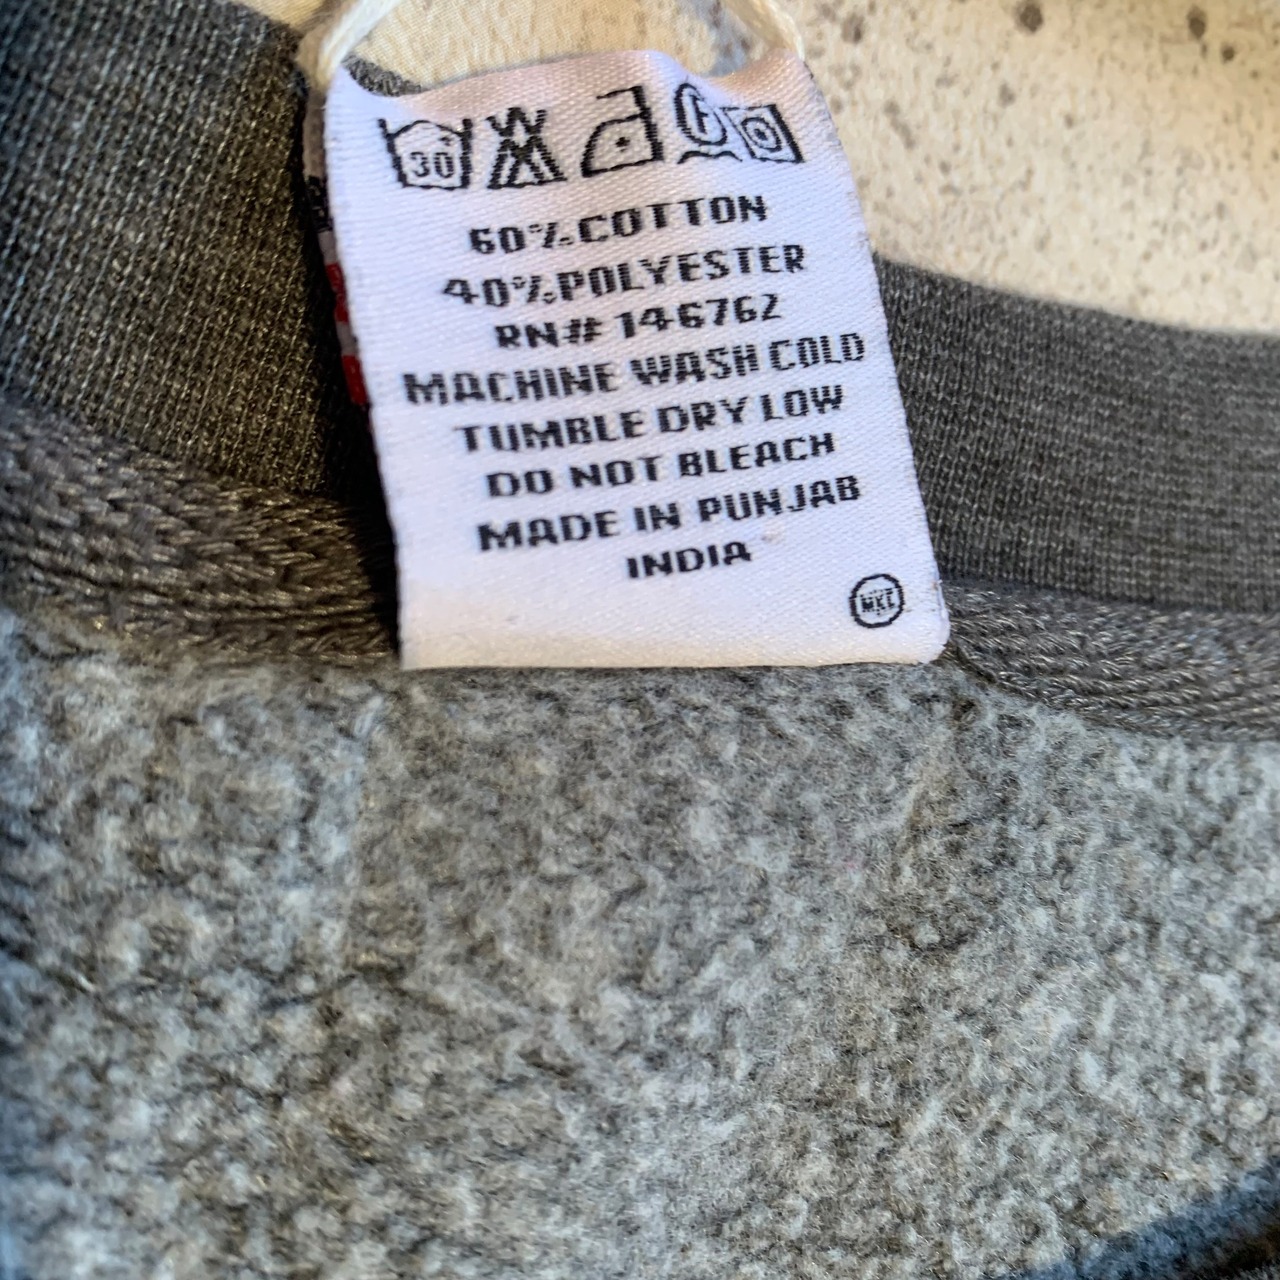 30
60% COTTON
40% POLYESTER
RN# 146762
MACHINE WASH COLD
TUMBLE DRY LOW
DO NOT BLEACH
MADE IN PUNJAB
INDIA